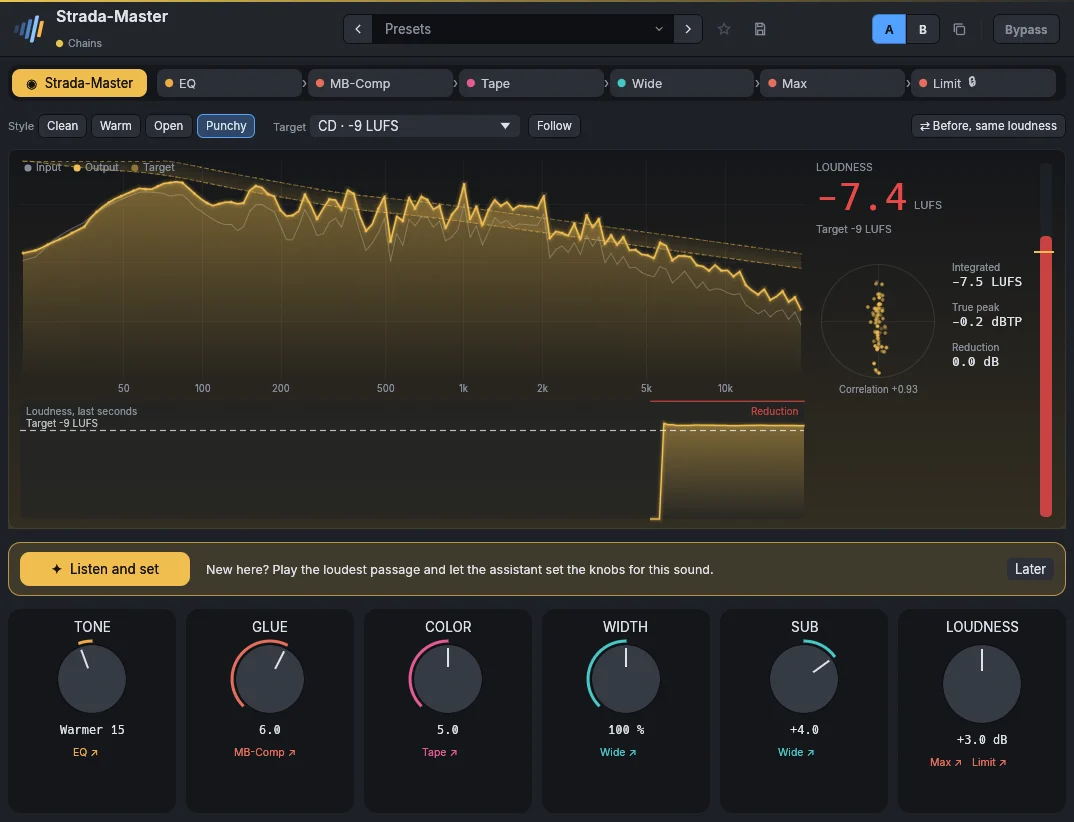 Strada-Master
Chains
Presets
A B
Bypass
Strada-Master EQ MB-Comp Tape Wide Max Limit
Style Clean Warm Open Punchy Target CD · -9 LUFS Follow ⇄ Before, same loudness
Input Output Target
LOUDNESS
-7.4 LUFS
Target -9 LUFS
Integrated
-7.5 LUFS
True peak
-0.2 dBTP
Reduction
0.0 dB
Correlation +0.93
50 100 200 500 1k 2k 5k 10k
Loudness, last seconds
Target -9 LUFS
Reduction
✦ Listen and set New here? Play the loudest passage and let the assistant set the knobs for this sound. Later
TONE GLUE COLOR WIDTH SUB LOUDNESS
Warmer 15 6.0 5.0 100 % +4.0 +3.0 dB
EQ ↗ MB-Comp ↗ Tape ↗ Wide ↗ Wide ↗ Max ↗ Limit ↗